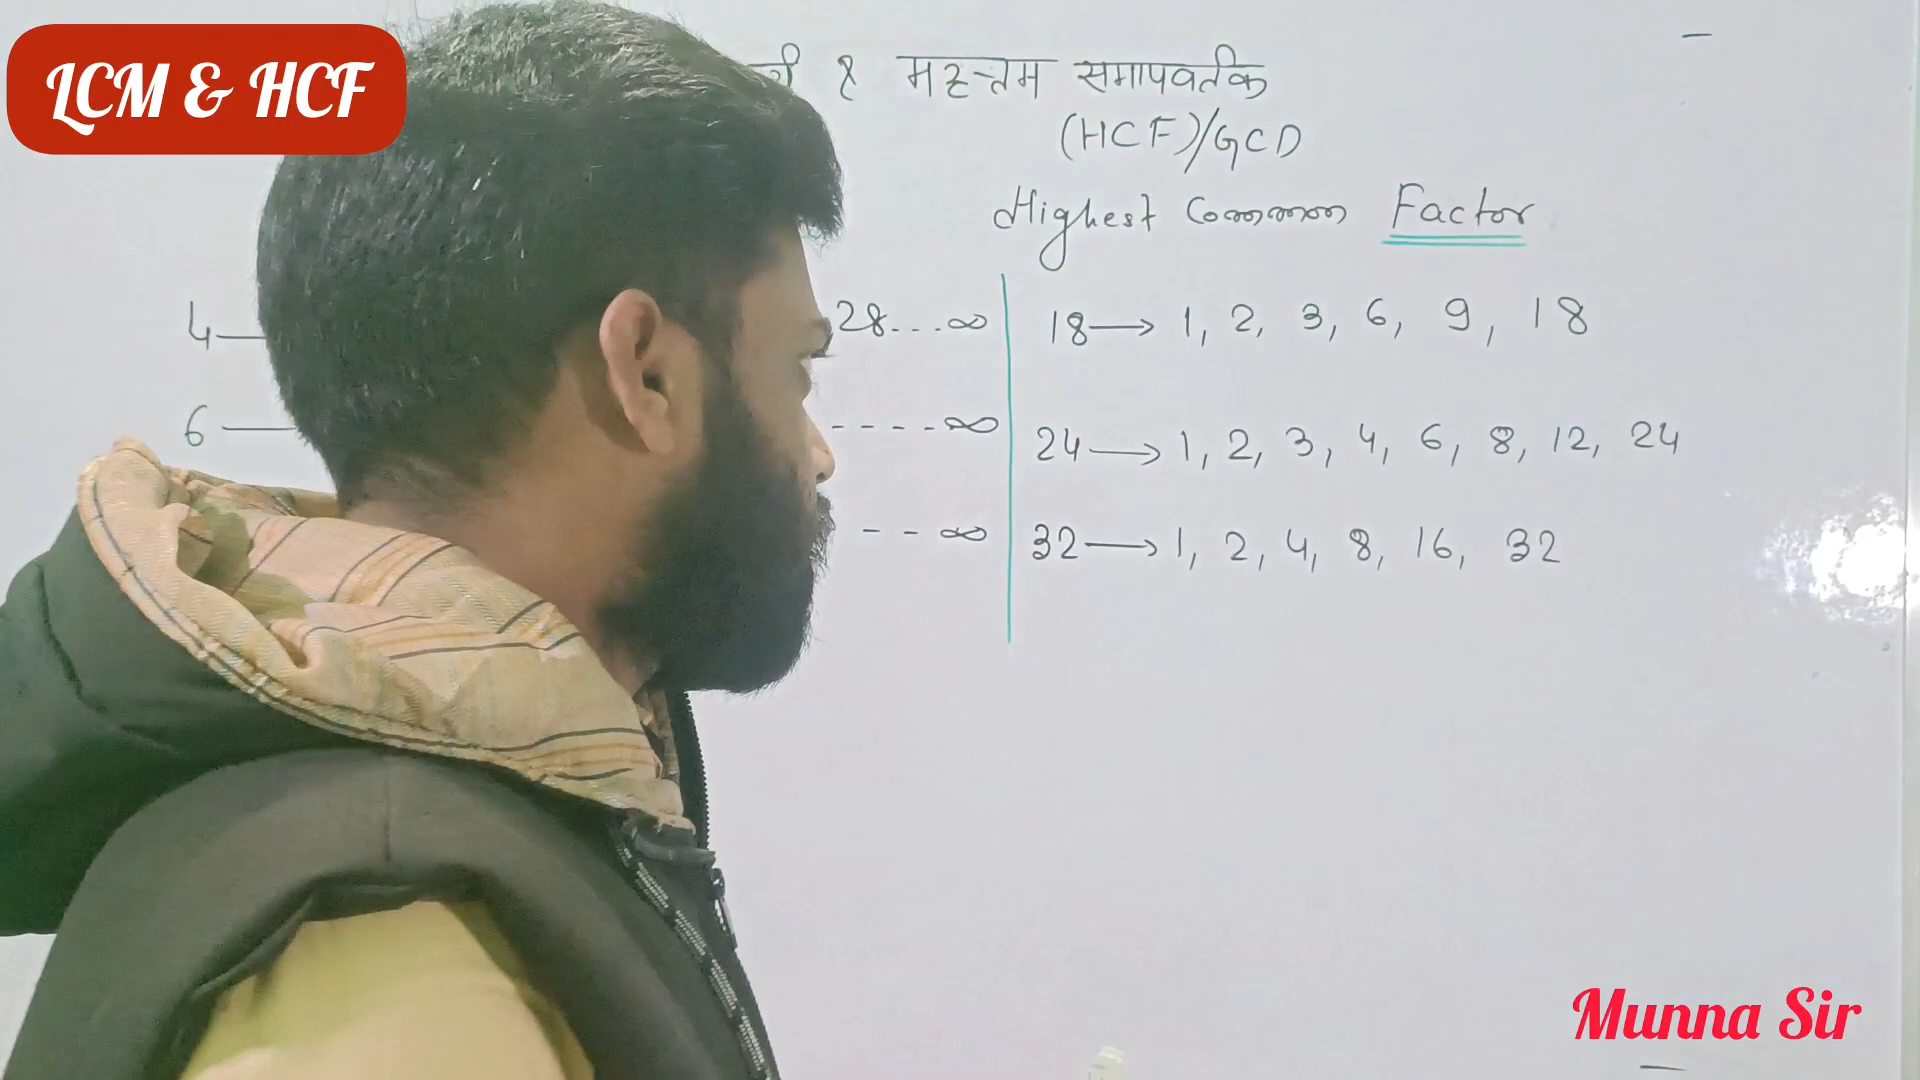 LCM & HCF
महत्तम समापवर्तक
(HCF)/GCD
Highest Common Factor
4
28...∞
18 → 1, 2, 3, 6, 9, 18
6
----∞
24 → 1, 2, 3, 4, 6, 8, 12, 24
--∞
32 → 1, 2, 4, 8, 16, 32
Munna Sir